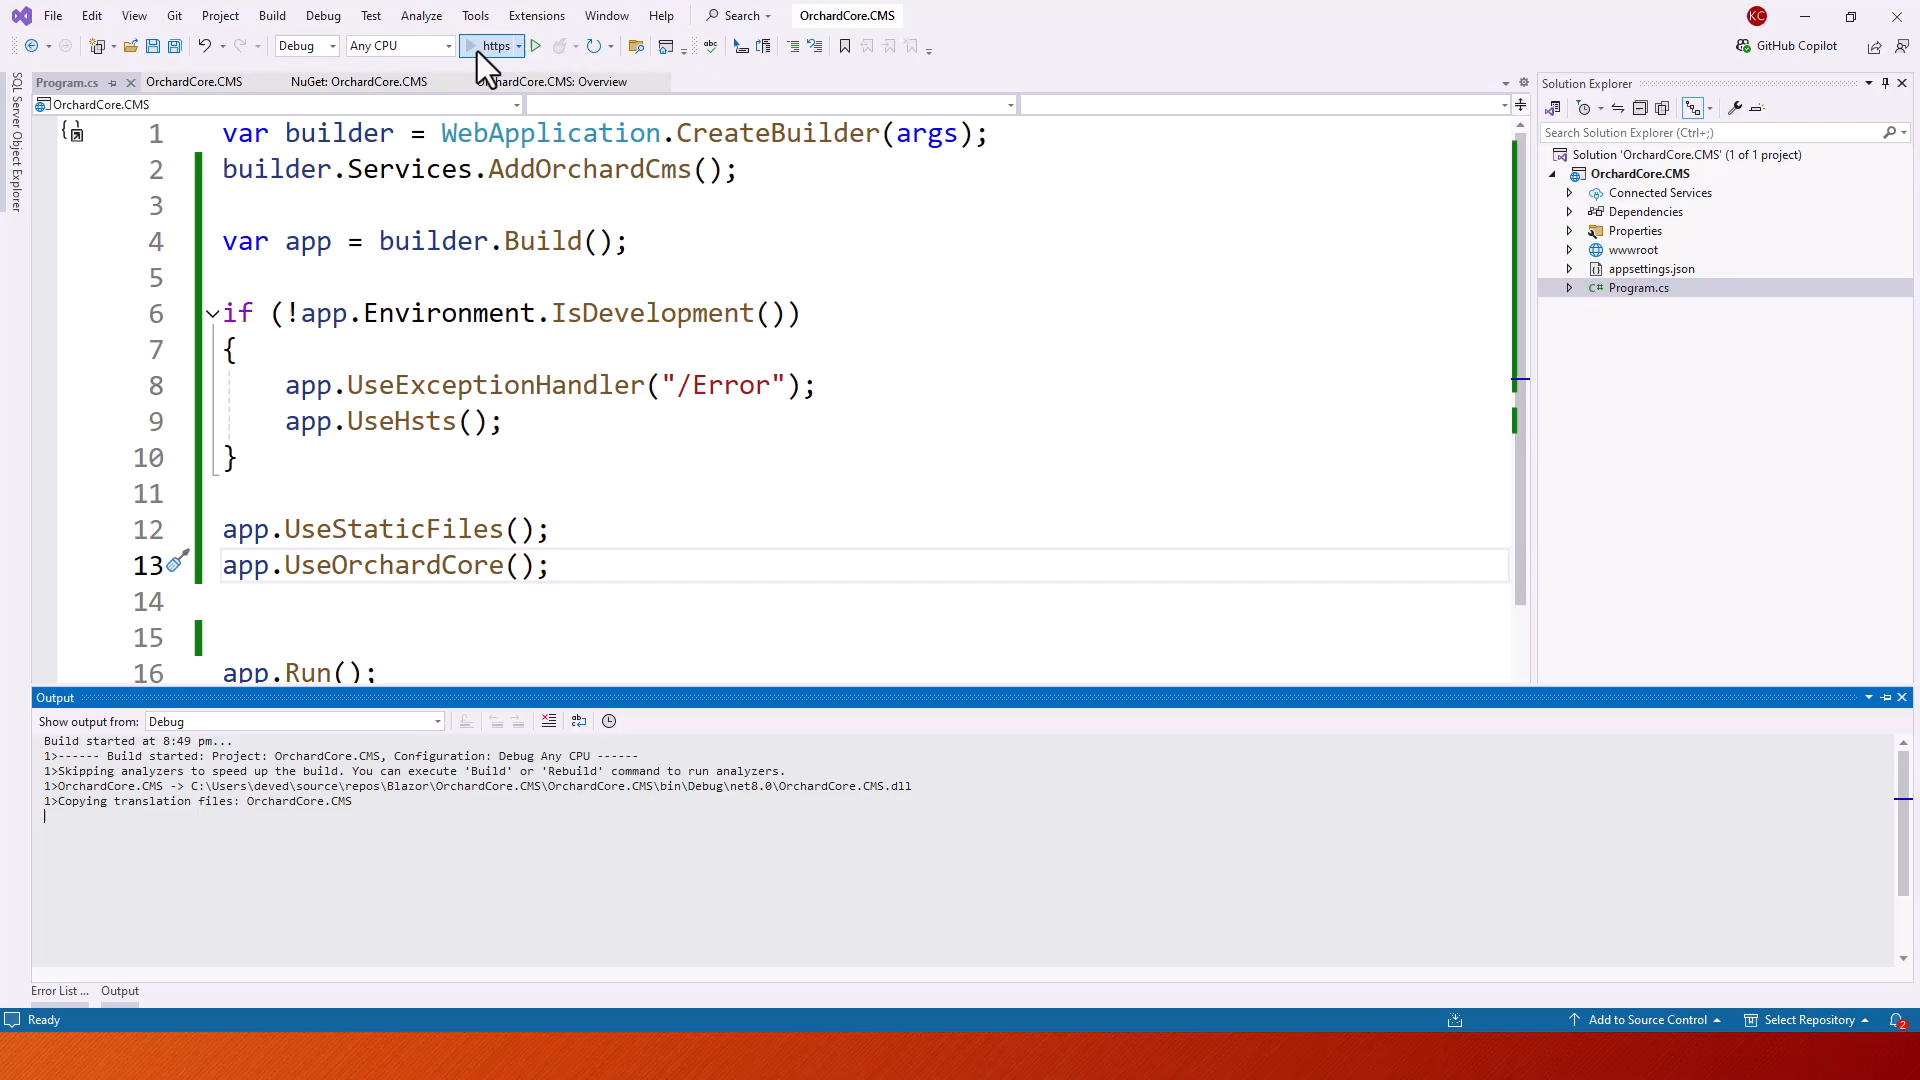 File Edit View Git Project Build Debug Test Analyze Tools Extensions Window Help Search OrchardCore.CMS KC
Debug Any CPU https GitHub Copilot
SQL Server Object Explorer
Program.cs OrchardCore.CMS NuGet: OrchardCore.CMS OrchardCore.CMS: Overview
OrchardCore.CMS
1 var builder = WebApplication.CreateBuilder(args);
2 builder.Services.AddOrchardCms();
3
4 var app = builder.Build();
5
6 if (!app.Environment.IsDevelopment())
7 {
8 app.UseExceptionHandler("/Error");
9 app.UseHsts();
10 }
11
12 app.UseStaticFiles();
13 app.UseOrchardCore();
14
15
16 app.Run();
Solution Explorer
Search Solution Explorer (Ctrl+;)
Solution 'OrchardCore.CMS' (1 of 1 project)
OrchardCore.CMS
Connected Services
Dependencies
Properties
wwwroot
appsettings.json
C# Program.cs
Output
Show output from: Debug
Build started at 8:49 pm...
1>------ Build started: Project: OrchardCore.CMS, Configuration: Debug Any CPU ------
1>Skipping analyzers to speed up the build. You can execute 'Build' or 'Rebuild' command to run analyzers.
1>OrchardCore.CMS -> C:\Users\deved\source\repos\Blazor\OrchardCore.CMS\OrchardCore.CMS\bin\Debug\net8.0\OrchardCore.CMS.dll
1>Copying translation files: OrchardCore.CMS
Error List ... Output
Ready Add to Source Control Select Repository 2